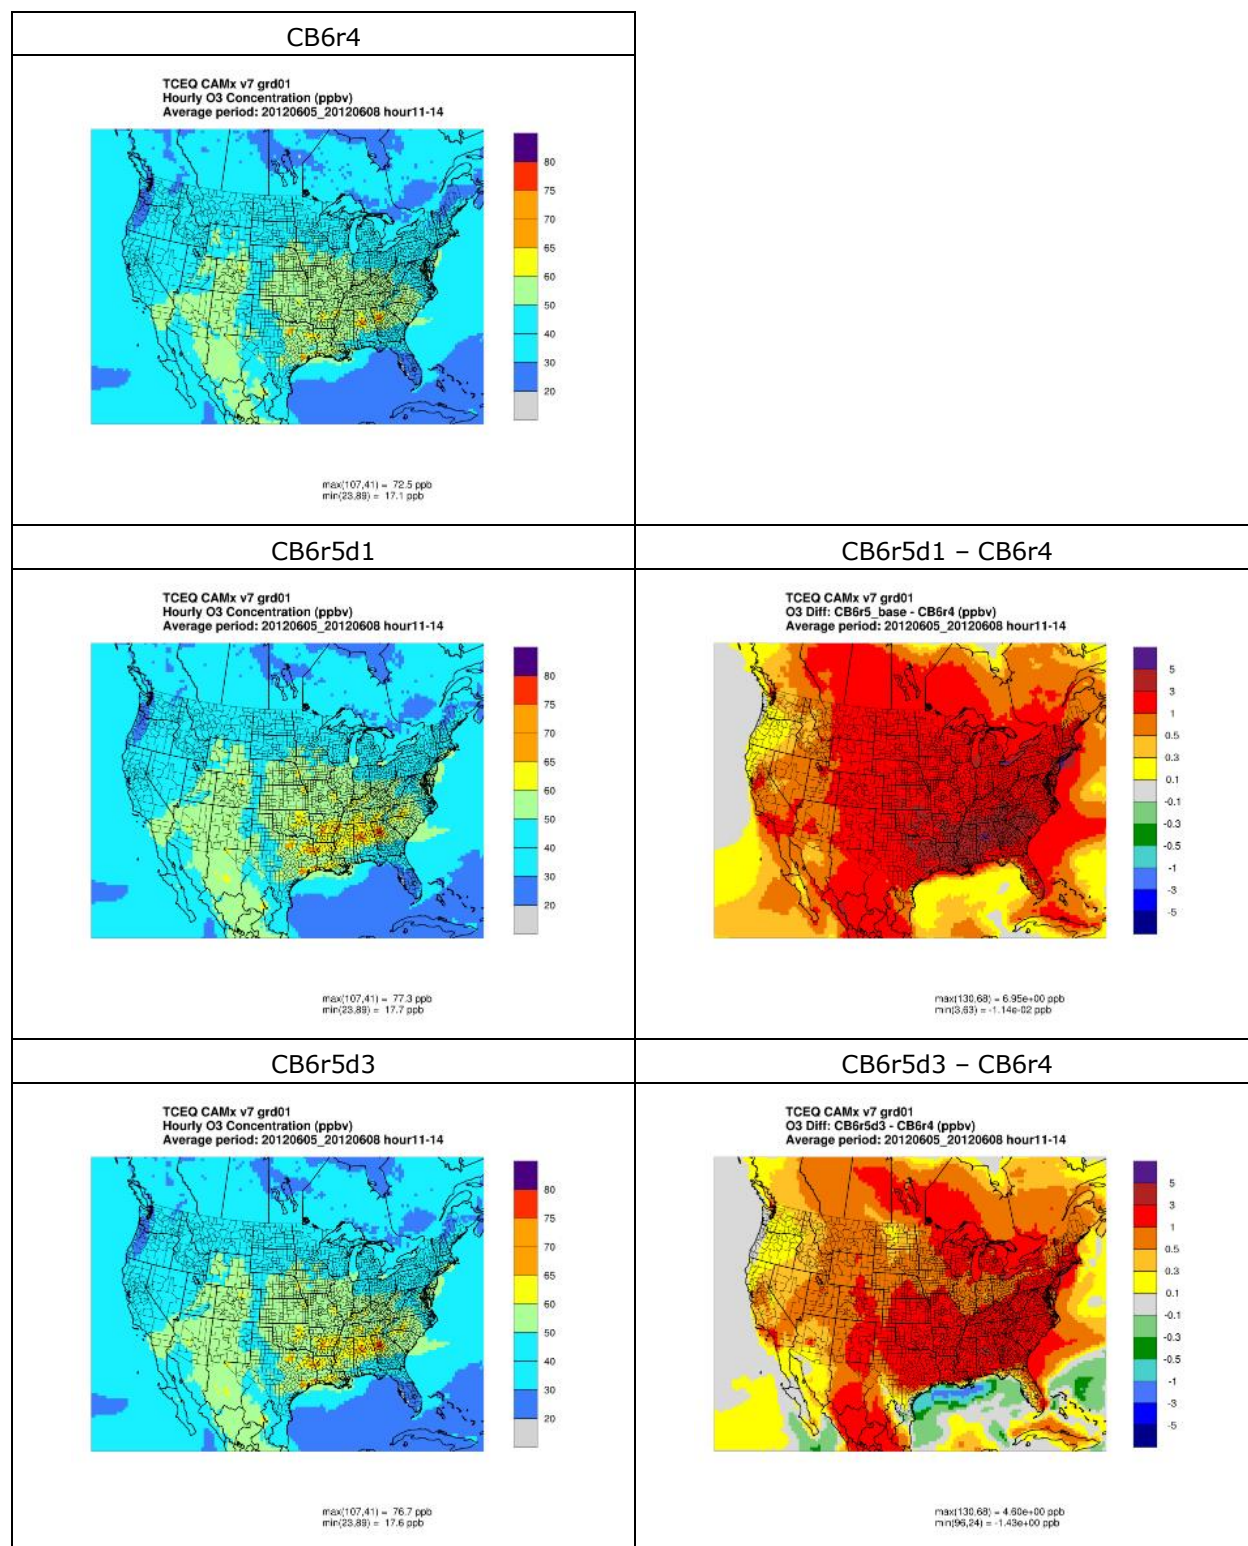 CB6r4
TCEQ CAMx v7 grd01
Hourly O3 Concentration (ppbv)
Average period: 20120605_20120608 hour11-14
80
75
70
65
60
50
40
30
20
max(107,41) = 72.5 ppb
min(23,89) = 17.1 ppb
CB6r5d1
CB6r5d1 – CB6r4
TCEQ CAMx v7 grd01
Hourly O3 Concentration (ppbv)
Average period: 20120605_20120608 hour11-14
80
75
70
65
60
50
40
30
20
max(107,41) = 77.3 ppb
min(23,89) = 17.7 ppb
TCEQ CAMx v7 grd01
O3 Diff: CB6r5_base - CB6r4 (ppbv)
Average period: 20120605_20120608 hour11-14
5
3
1
0.5
0.3
0.1
-0.1
-0.3
-0.5
-1
-3
-5
max(130,68) = 6.95e+00 ppb
min(3,63) = -1.14e-02 ppb
CB6r5d3
CB6r5d3 – CB6r4
TCEQ CAMx v7 grd01
Hourly O3 Concentration (ppbv)
Average period: 20120605_20120608 hour11-14
80
75
70
65
60
50
40
30
20
max(107,41) = 76.7 ppb
min(23,89) = 17.6 ppb
TCEQ CAMx v7 grd01
O3 Diff: CB6r5d3 - CB6r4 (ppbv)
Average period: 20120605_20120608 hour11-14
5
3
1
0.5
0.3
0.1
-0.1
-0.3
-0.5
-1
-3
-5
max(130,68) = 4.60e+00 ppb
min(96,24) = -1.43e+00 ppb